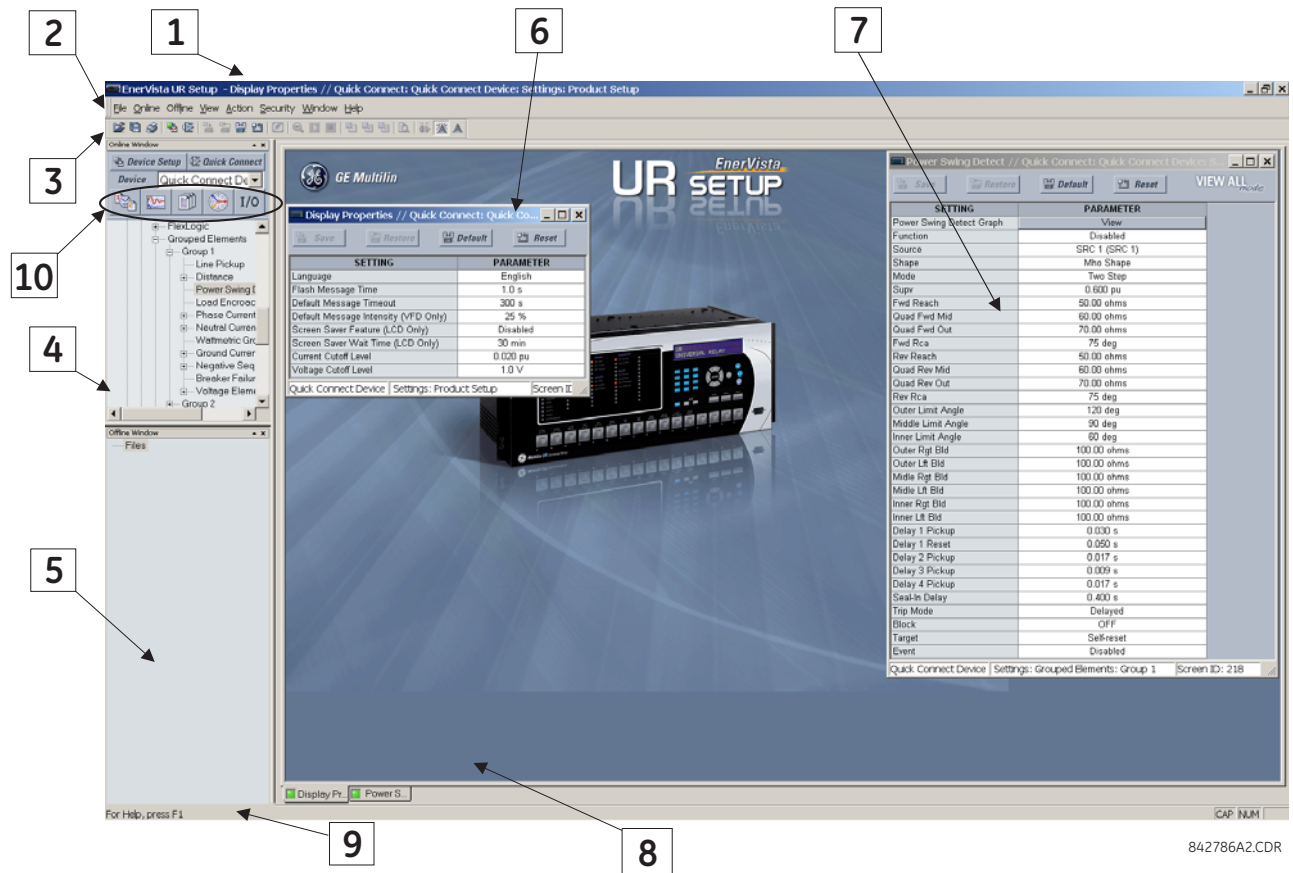 2
1
6
7
EnerVista UR Setup - Display Properties // Quick Connect: Quick Connect Device: Settings: Product Setup
File Online Offline View Action Security Window Help
3
Online Window
Device Setup Quick Connect
Device Quick Connect De
I/O
10
FlexLogic
Grouped Elements
Group 1
Line Pickup
Distance
Power Swing D
Load Encroac
Phase Current
Neutral Curren
Wattmetric Gro
Ground Curren
Negative Seq
Breaker Failur
Voltage Eleme
Group 2
4
Offline Window
Files
5
GE Multilin
EnerVista
UR SETUP
Display Properties // Quick Connect: Quick Co...
Save Restore Default Reset
SETTING PARAMETER
Language English
Flash Message Time 1.0 s
Default Message Timeout 300 s
Default Message Intensity (VFD Only) 25 %
Screen Saver Feature (LCD Only) Disabled
Screen Saver Wait Time (LCD Only) 30 min
Current Cutoff Level 0.020 pu
Voltage Cutoff Level 1.0 V
Quick Connect Device Settings: Product Setup Screen ID
UNIVERSAL RELAY
Power Swing Detect // Quick Connect: Quick Connect Device: S...
Save Restore Default Reset VIEW ALL mode
SETTING PARAMETER
Power Swing Detect Graph View
Function Disabled
Source SRC 1 (SRC 1)
Shape Mho Shape
Mode Two Step
Supv 0.600 pu
Fwd Reach 50.00 ohms
Quad Fwd Mid 60.00 ohms
Quad Fwd Out 70.00 ohms
Fwd Rca 75 deg
Rev Reach 50.00 ohms
Quad Rev Mid 60.00 ohms
Quad Rev Out 70.00 ohms
Rev Rca 75 deg
Outer Limit Angle 120 deg
Middle Limit Angle 90 deg
Inner Limit Angle 60 deg
Outer Rgt Bld 100.00 ohms
Outer Lft Bld 100.00 ohms
Midle Rgt Bld 100.00 ohms
Midle Lft Bld 100.00 ohms
Inner Rgt Bld 100.00 ohms
Inner Lft Bld 100.00 ohms
Delay 1 Pickup 0.030 s
Delay 1 Reset 0.050 s
Delay 2 Pickup 0.017 s
Delay 3 Pickup 0.009 s
Delay 4 Pickup 0.017 s
Seal-In Delay 0.400 s
Trip Mode Delayed
Block OFF
Target Self-reset
Event Disabled
Quick Connect Device Settings: Grouped Elements: Group 1 Screen ID: 218
Display Pr... Power S...
For Help, press F1
CAP NUM
9
8
842786A2.CDR